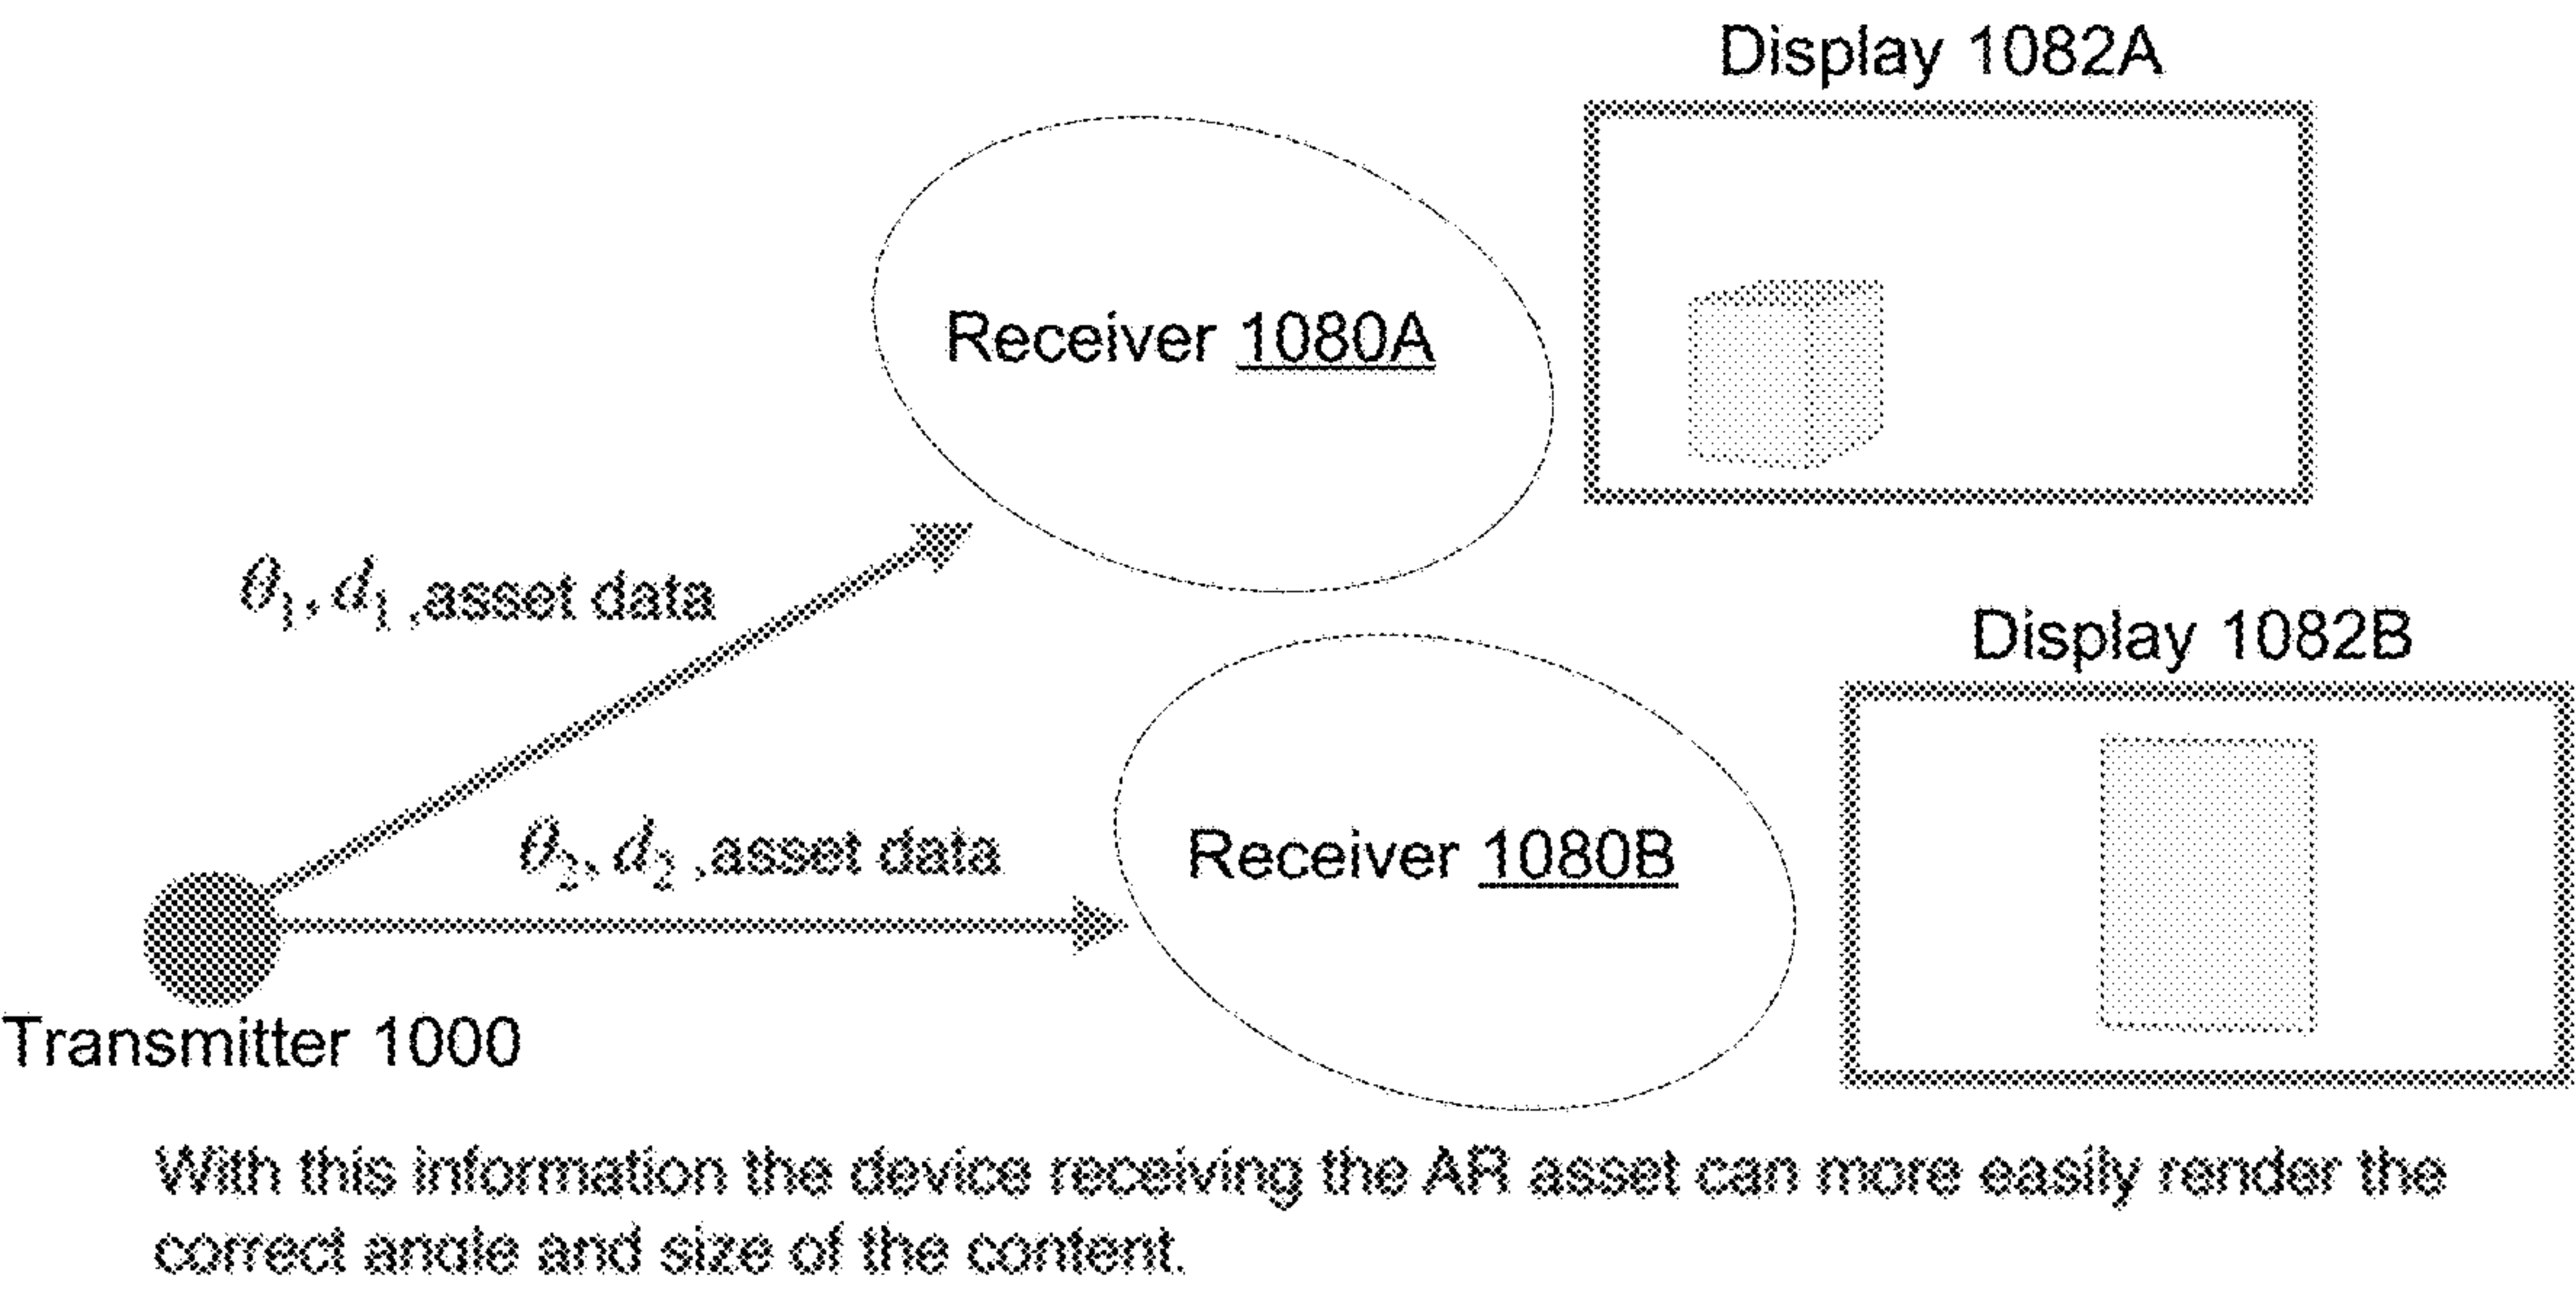 Display 1082A
Receiver 1080A
θ₁, d₁ ,asset data
Display 1082B
θ₂, d₂ ,asset data
Receiver 1080B
Transmitter 1000
With this information the device receiving the AR asset can more easily render the
correct angle and size of the content.